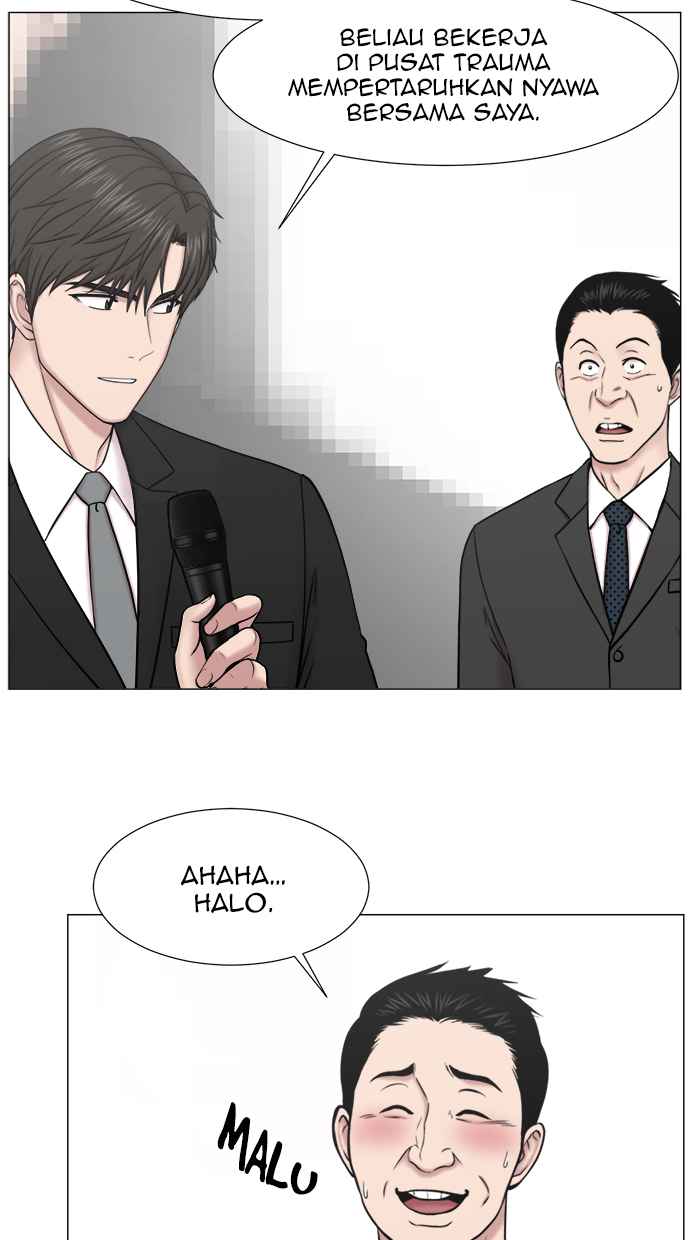 BELIAU BEKERJA
DI PUSAT TRAUMA
MEMPERTARUHKAN NYAWA
BERSAMA SAYA.
AHAHA...
HALO.
MALU